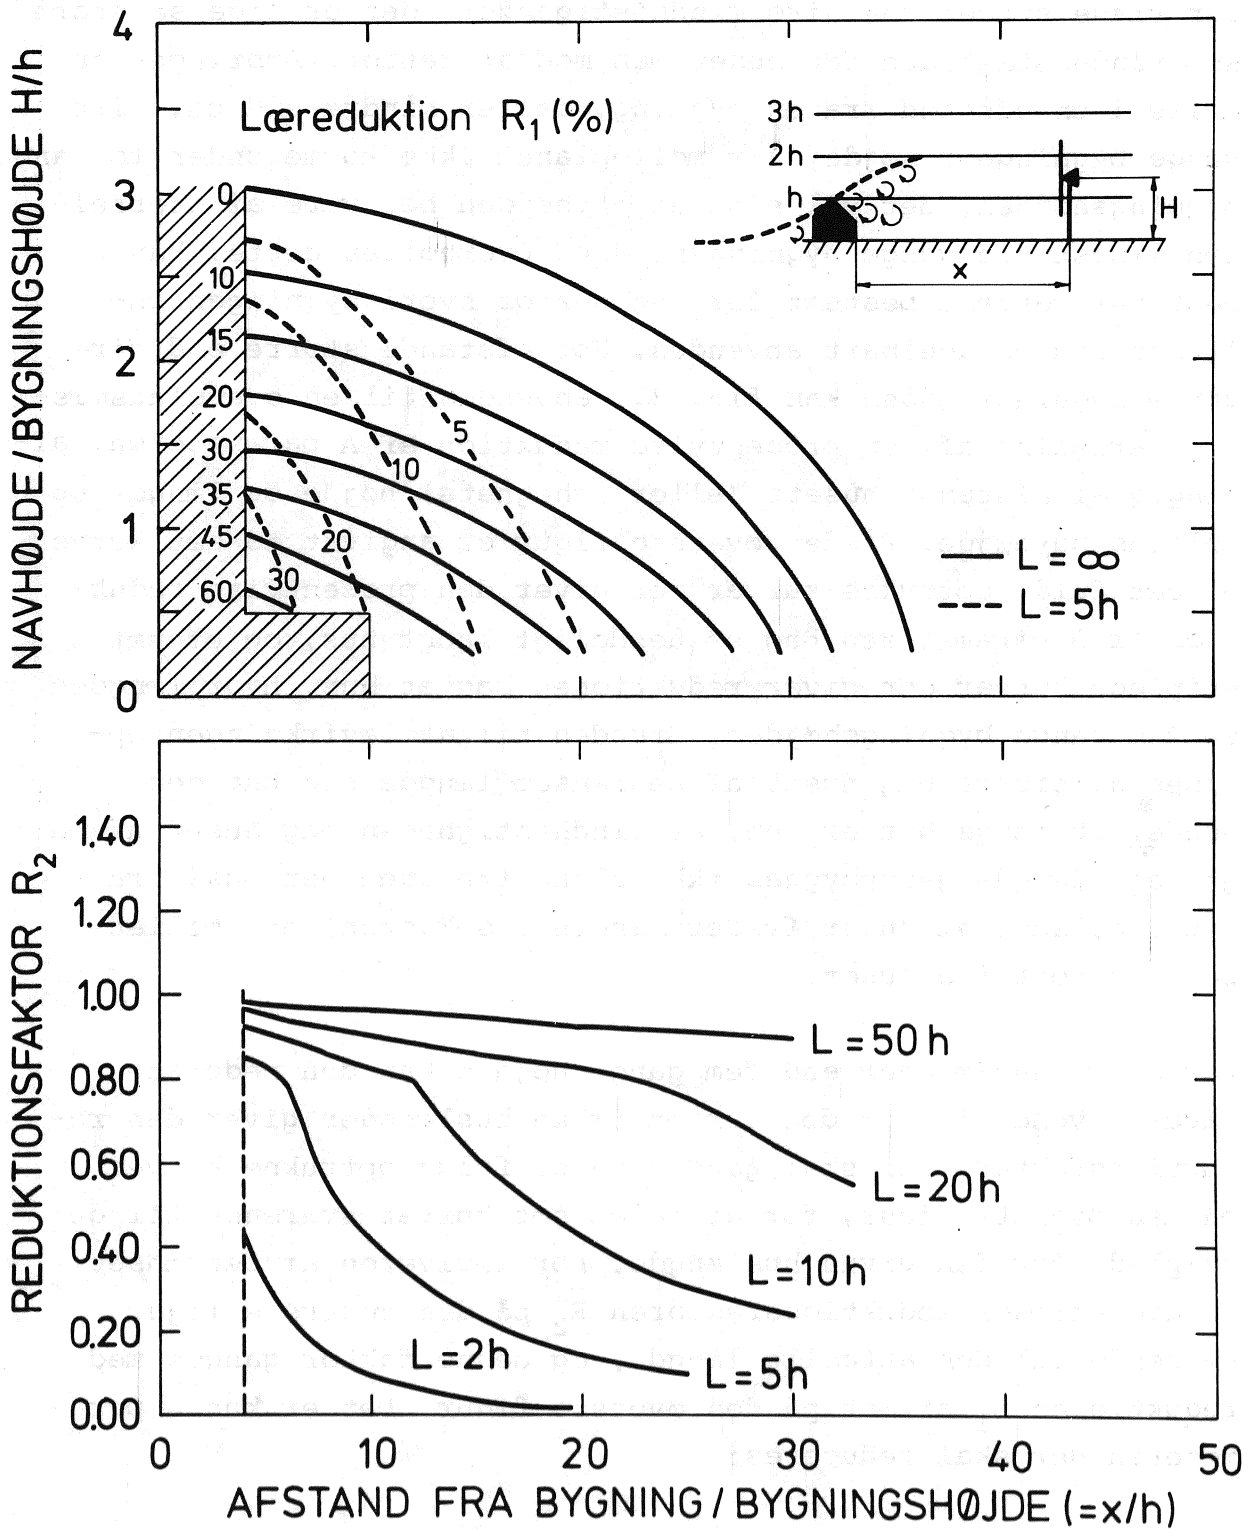 NAVHØJDE / BYGNINGSHØJDE H/h
4
3
2
1
0
Læreduktion R₁ (%)
0
10
15
20
30
35
45
60
5
10
20
30
3h
2h
h
H
x
L = ∞
L = 5h
REDUKTIONSFAKTOR R₂
1.40
1.20
1.00
0.80
0.60
0.40
0.20
0.00
L = 50h
L = 20h
L = 10h
L = 5h
L = 2h
0 10 20 30 40 50
AFSTAND FRA BYGNING / BYGNINGSHØJDE (=x/h)